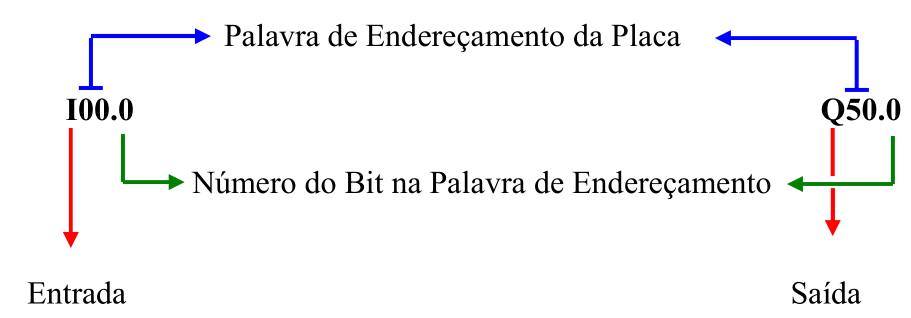 Palavra de Endereçamento da Placa
I00.0
Q50.0
Número do Bit na Palavra de Endereçamento
Entrada
Saída